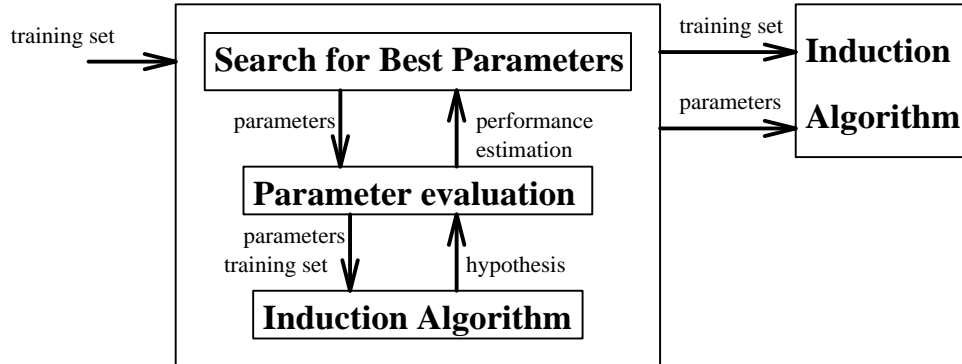 training set
Search for Best Parameters
parameters
performance
estimation
Parameter evaluation
parameters
training set
hypothesis
Induction Algorithm
training set
parameters
Induction
Algorithm